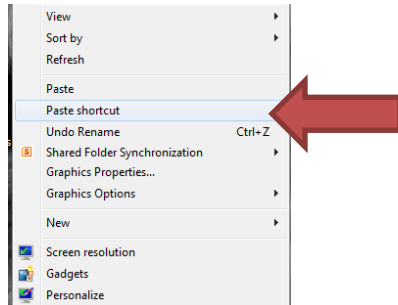 View
Sort by
Refresh
Paste
Paste shortcut
Undo Rename Ctrl+Z
Shared Folder Synchronization
Graphics Properties...
Graphics Options
New
Screen resolution
Gadgets
Personalize